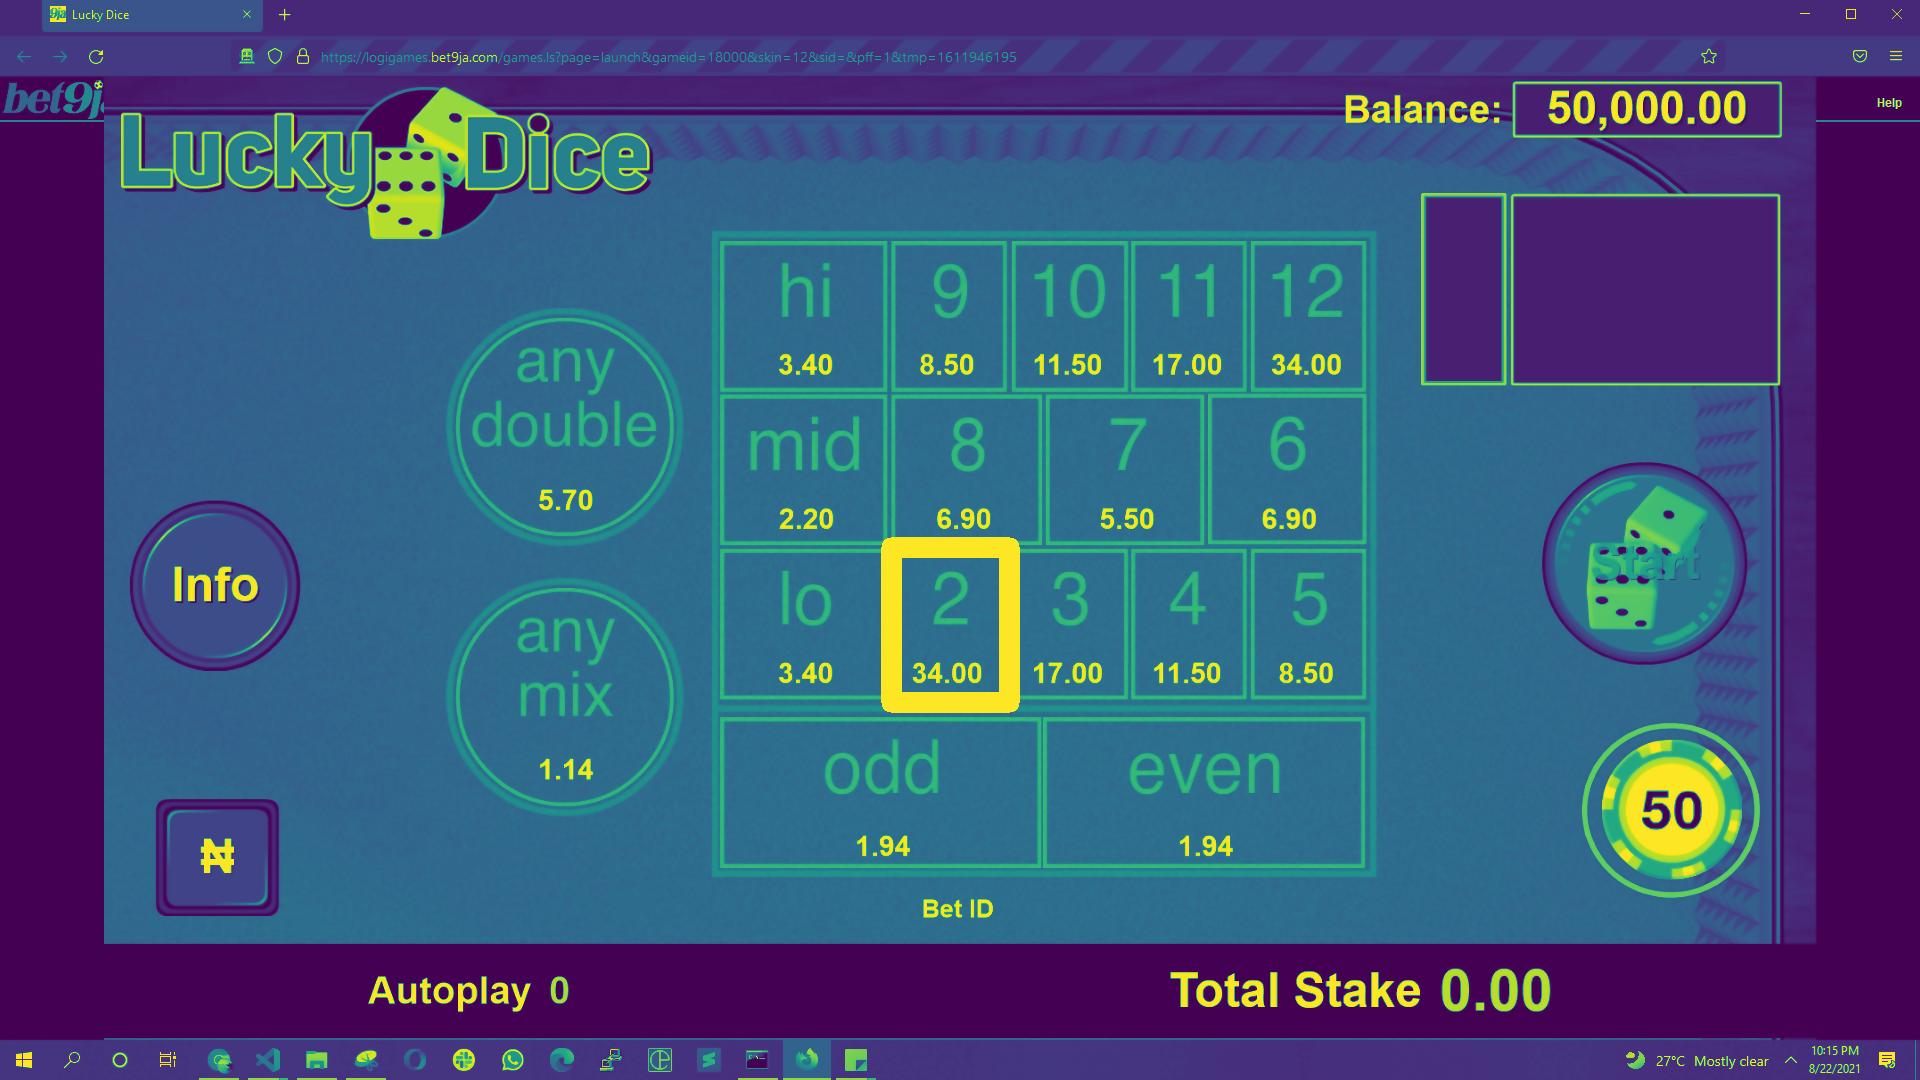 Lucky Dice
https://logigames.bet9ja.com/games.ls?page=launch&gameid=18000&skin=12&sid=&pff=1&tmp=1611946195
bet9j
Lucky Dice
Balance: 50,000.00
Help
hi 9 10 11 12
3.40 8.50 11.50 17.00 34.00
any
double
5.70
mid 8 7 6
2.20 6.90 5.50 6.90
Start
Info
lo 2 3 4 5
3.40 34.00 17.00 11.50 8.50
any
mix
1.14
odd even
1.94 1.94
50
₦
Bet ID
Autoplay 0
Total Stake 0.00
27°C Mostly clear
10:15 PM
8/22/2021